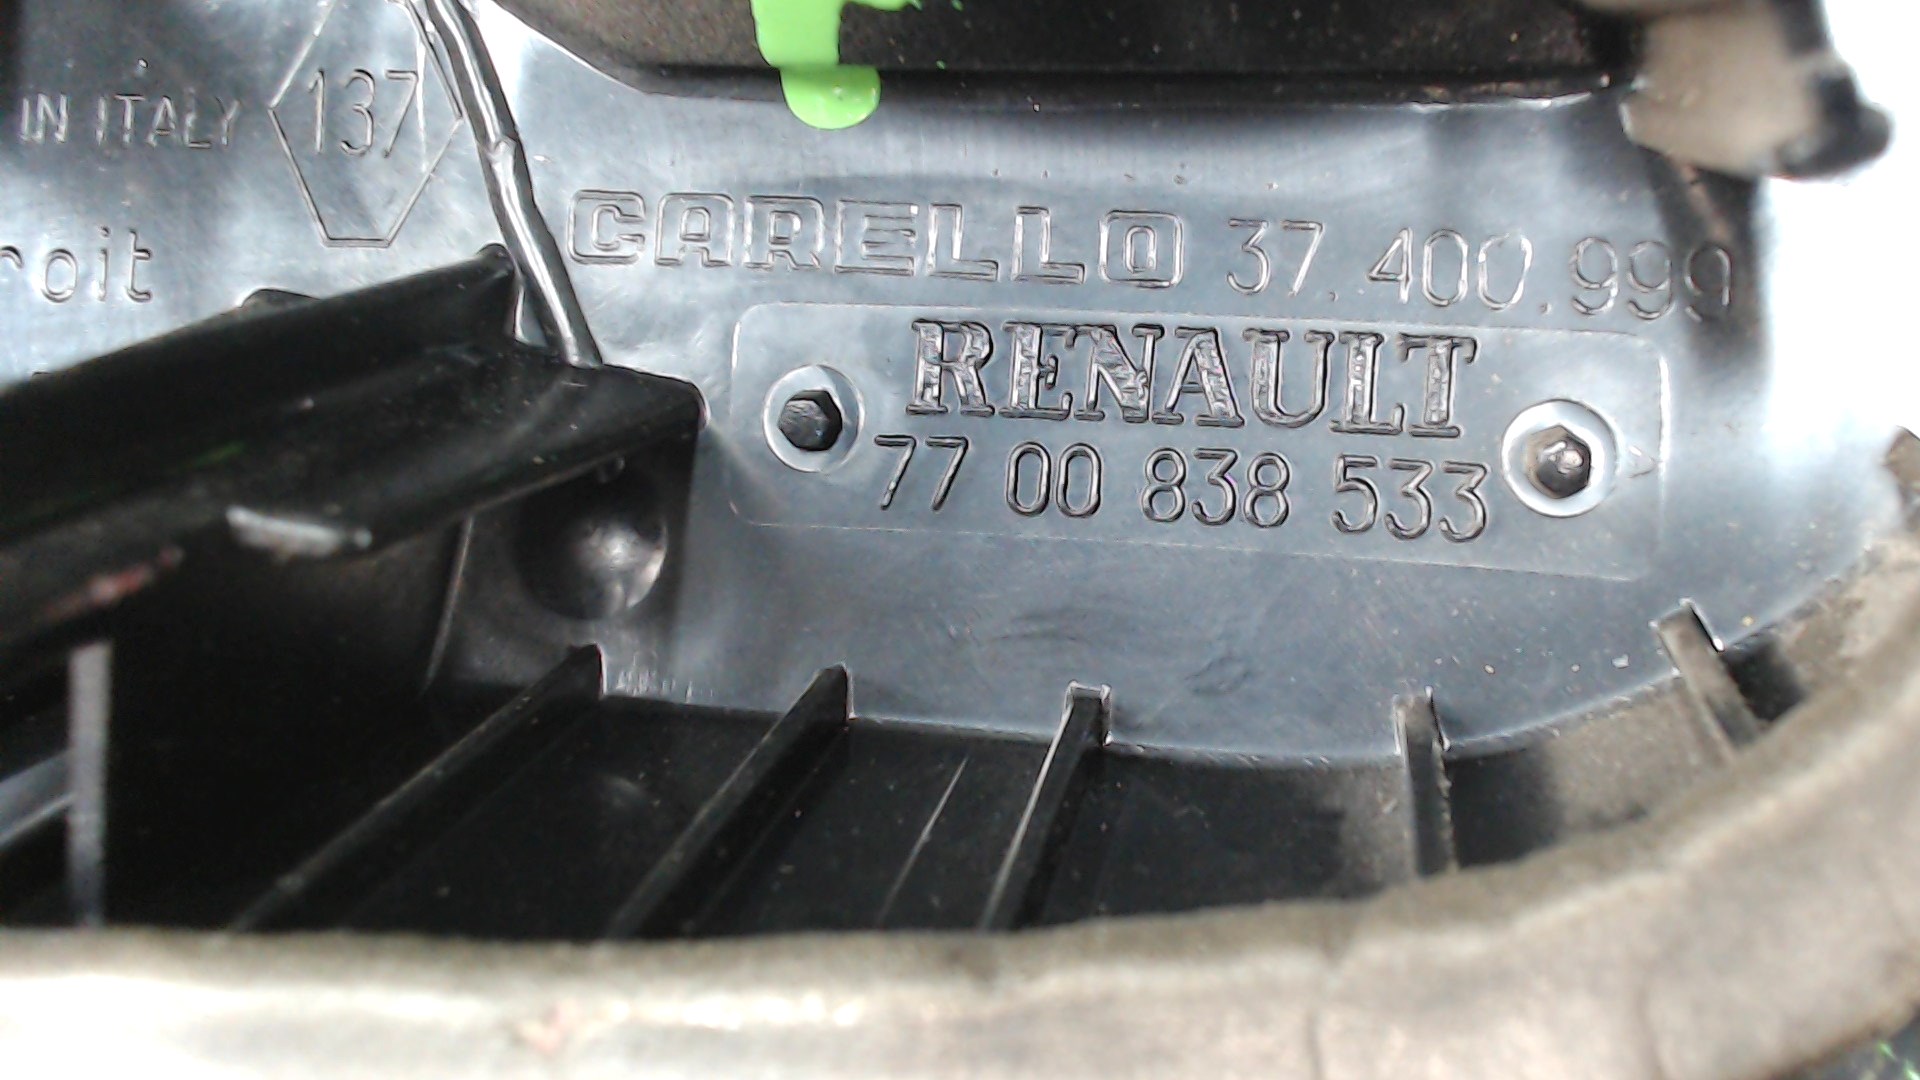 IN ITALY 137
roit
CARELLO 37.400.999
RENAULT
77 00 838 533